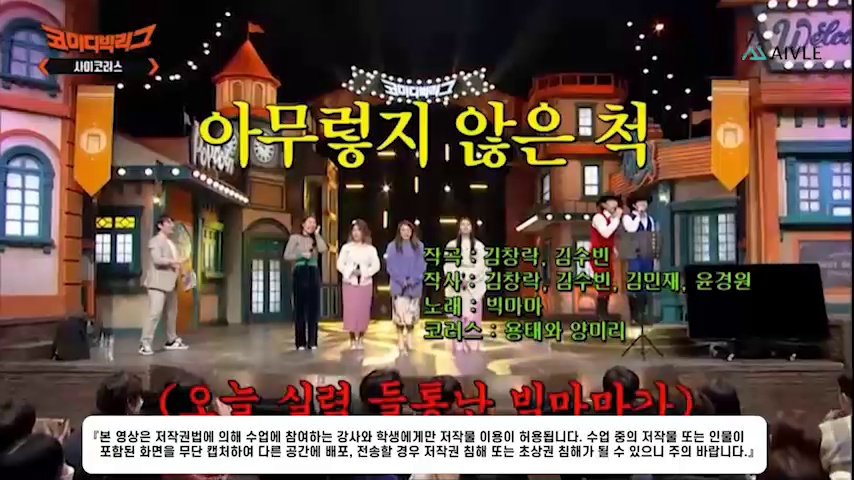 코미디빅리그
사이코러스
AIVLE
Welco
코미디빅리그
POPCORN
아무렇지 않은 척
작곡 : 김창락, 김수빈
작사 : 김창락, 김수빈, 김민재, 윤경원
노래 : 빅마마
코러스 : 용태와 양미리
(오늘 실력 들통난 빅마마가)
『본 영상은 저작권법에 의해 수업에 참여하는 강사와 학생에게만 저작물 이용이 허용됩니다. 수업 중의 저작물 또는 인물이
포함된 화면을 무단 캡처하여 다른 공간에 배포, 전송할 경우 저작권 침해 또는 초상권 침해가 될 수 있으니 주의 바랍니다.』